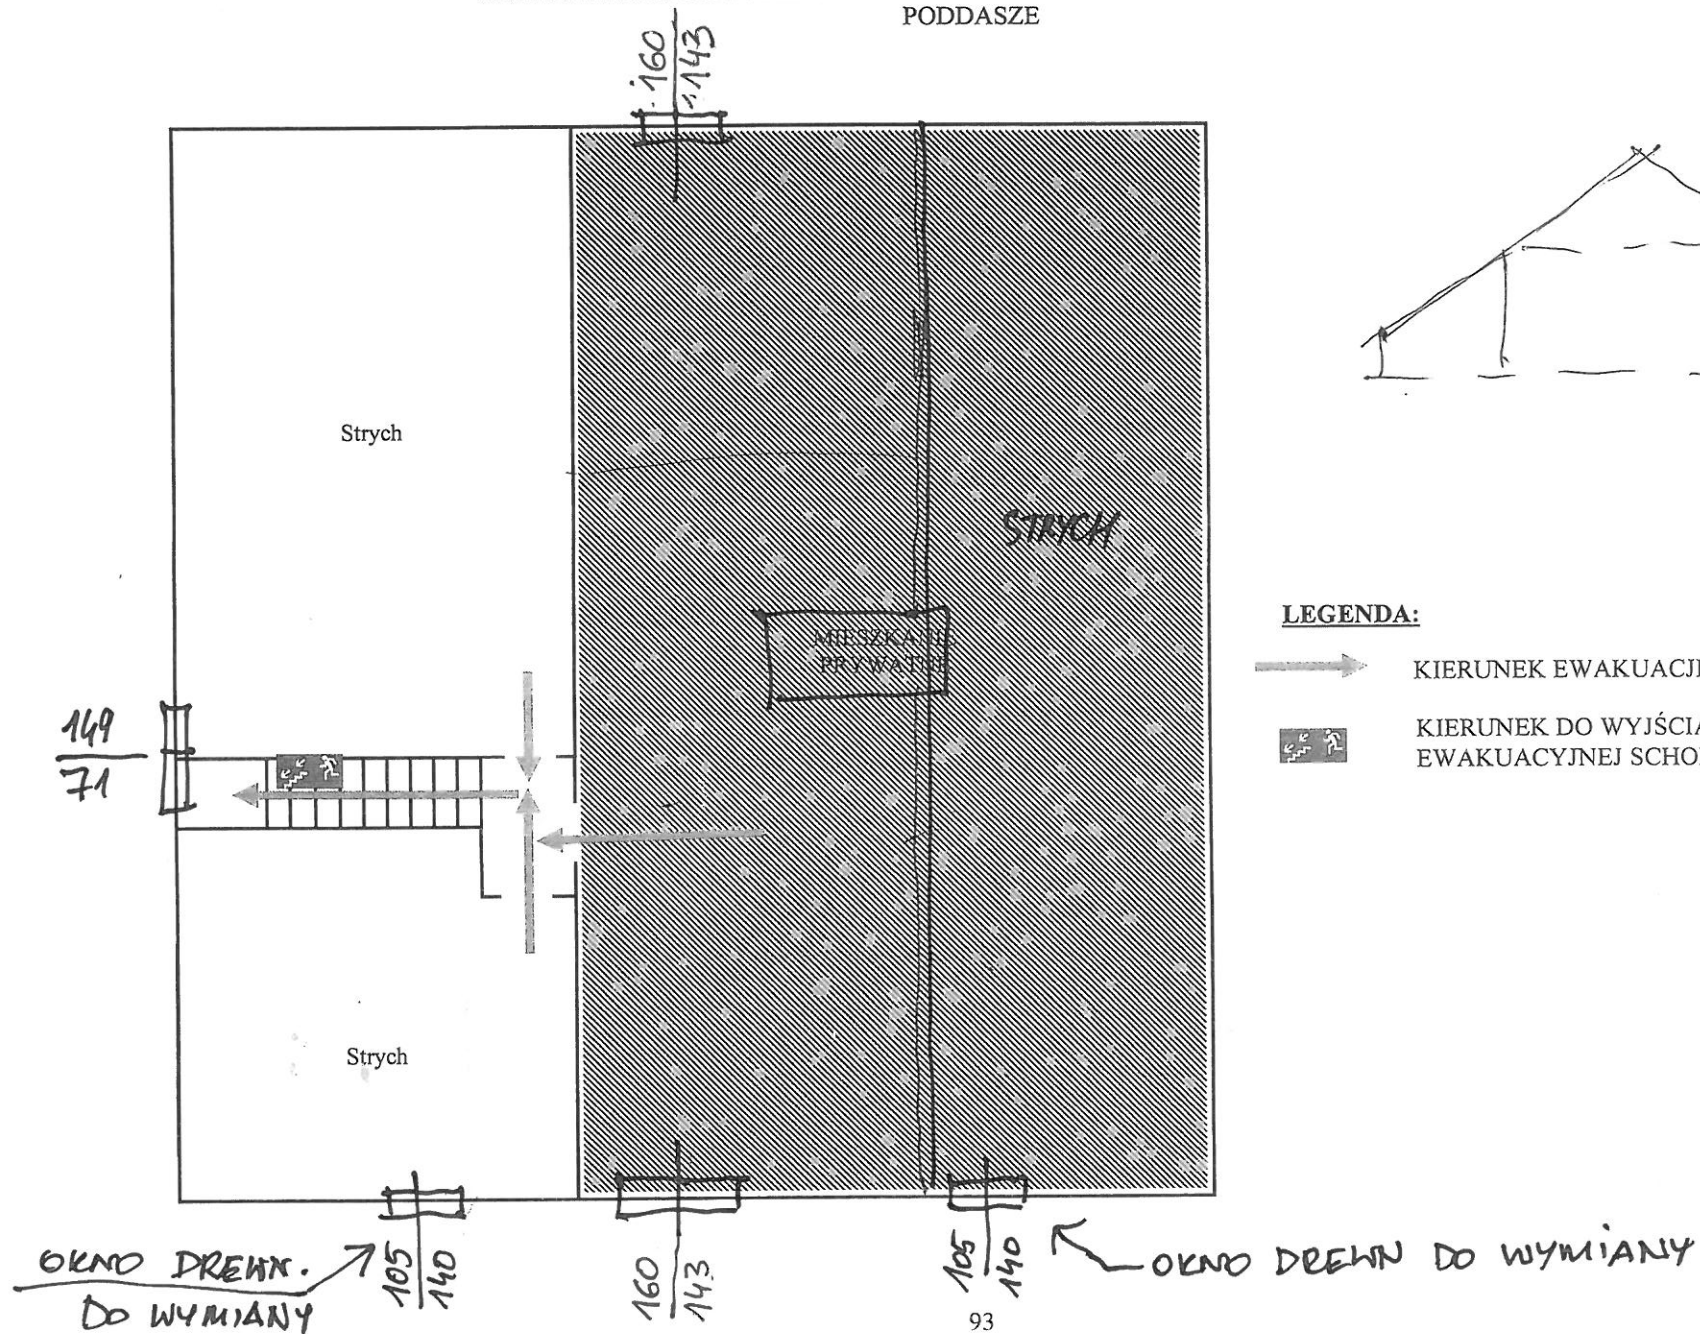 PODDASZE
160
143
Strych
STRYCH
MIESZKANIE
PRYWATNE
LEGENDA:
KIERUNEK EWAKUACJI
KIERUNEK DO WYJŚCIA
EWAKUACYJNEJ SCHO
149
71
Strych
OKNO DREWN.
DO WYMIANY
105
140
160
143
105
140
OKNO DREWN DO WYMIANY
93